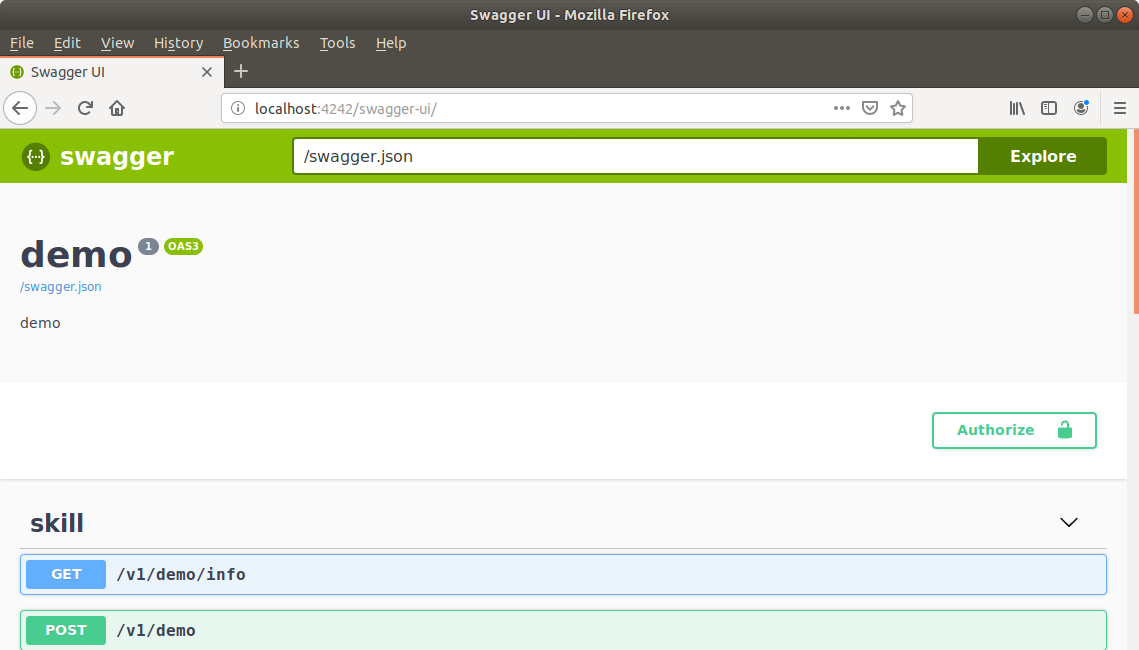 Swagger UI - Mozilla Firefox
File Edit View History Bookmarks Tools Help
Swagger UI
localhost:4242/swagger-ui/
{··} swagger /swagger.json Explore
demo 1 OAS3
/swagger.json
demo
Authorize
skill
GET /v1/demo/info
POST /v1/demo